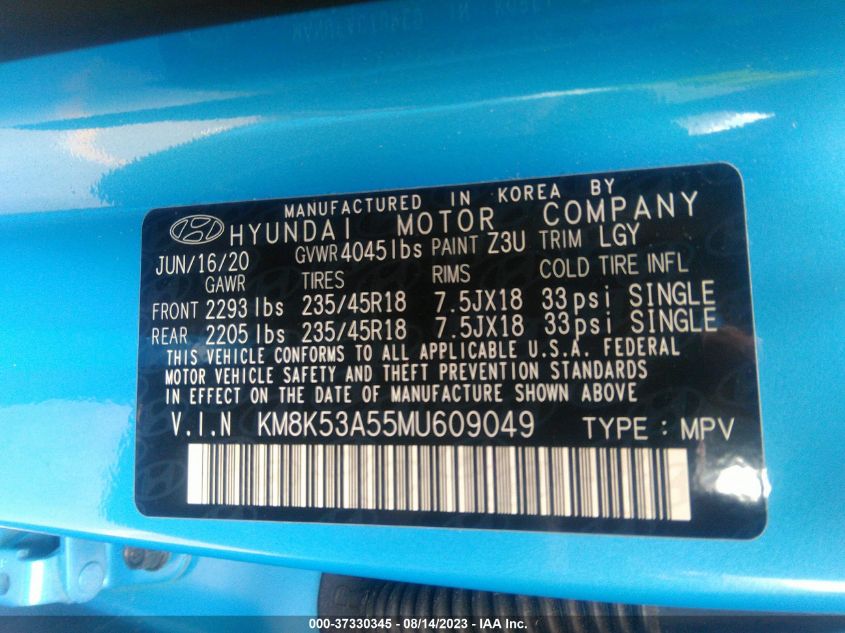 MANUFACTURED IN KOREA BY
HYUNDAI MOTOR COMPANY
JUN/16/20 GVWR 4045lbs PAINT Z3U TRIM LGY
GAWR TIRES RIMS COLD TIRE INFL
FRONT 2293 lbs 235/45R18 7.5JX18 33psi SINGLE
REAR 2205 lbs 235/45R18 7.5JX18 33psi SINGLE
THIS VEHICLE CONFORMS TO ALL APPLICABLE U.S.A. FEDERAL
MOTOR VEHICLE SAFETY AND THEFT PREVENTION STANDARDS
IN EFFECT ON THE DATE OF MANUFACTURE SHOWN ABOVE
V.I.N KM8K53A55MU609049 TYPE : MPV
000-37330345 - 08/14/2023 - © IAA Inc.